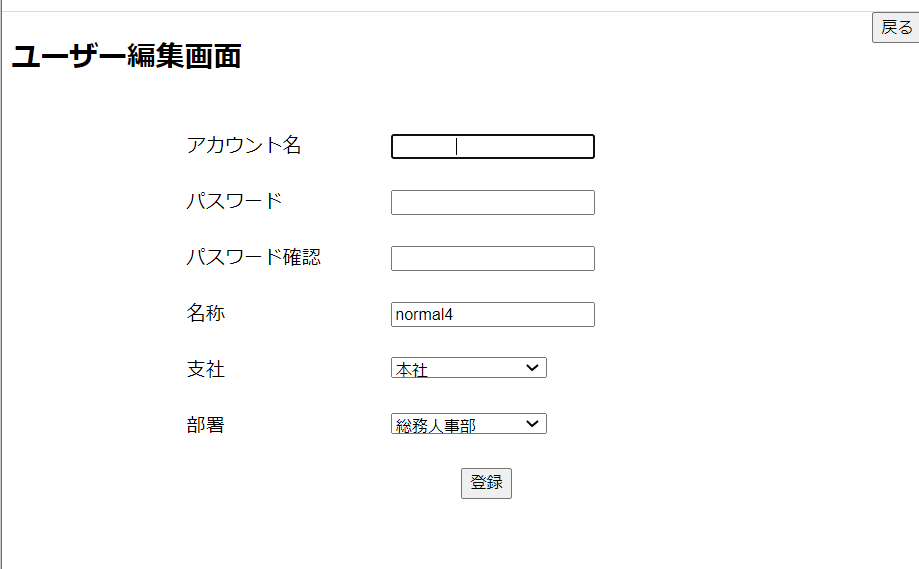 戻る
ユーザー編集画面
アカウント名
パスワード
パスワード確認
名称 normal4
支社 本社
部署 総務人事部
登録